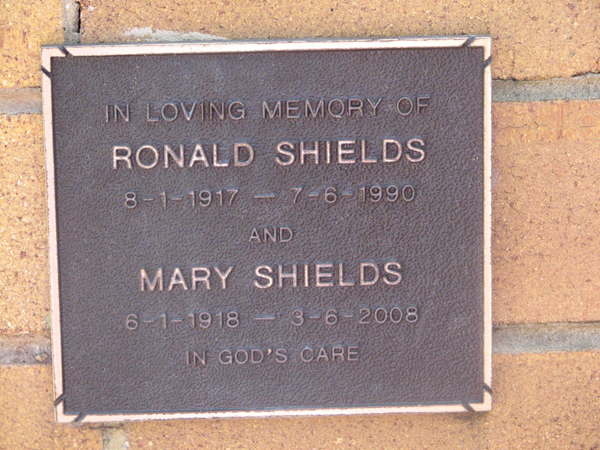 IN LOVING MEMORY OF
RONALD SHIELDS
8-1-1917 — 7-6-1990
AND
MARY SHIELDS
6-1-1918 — 3-6-2008
IN GOD'S CARE